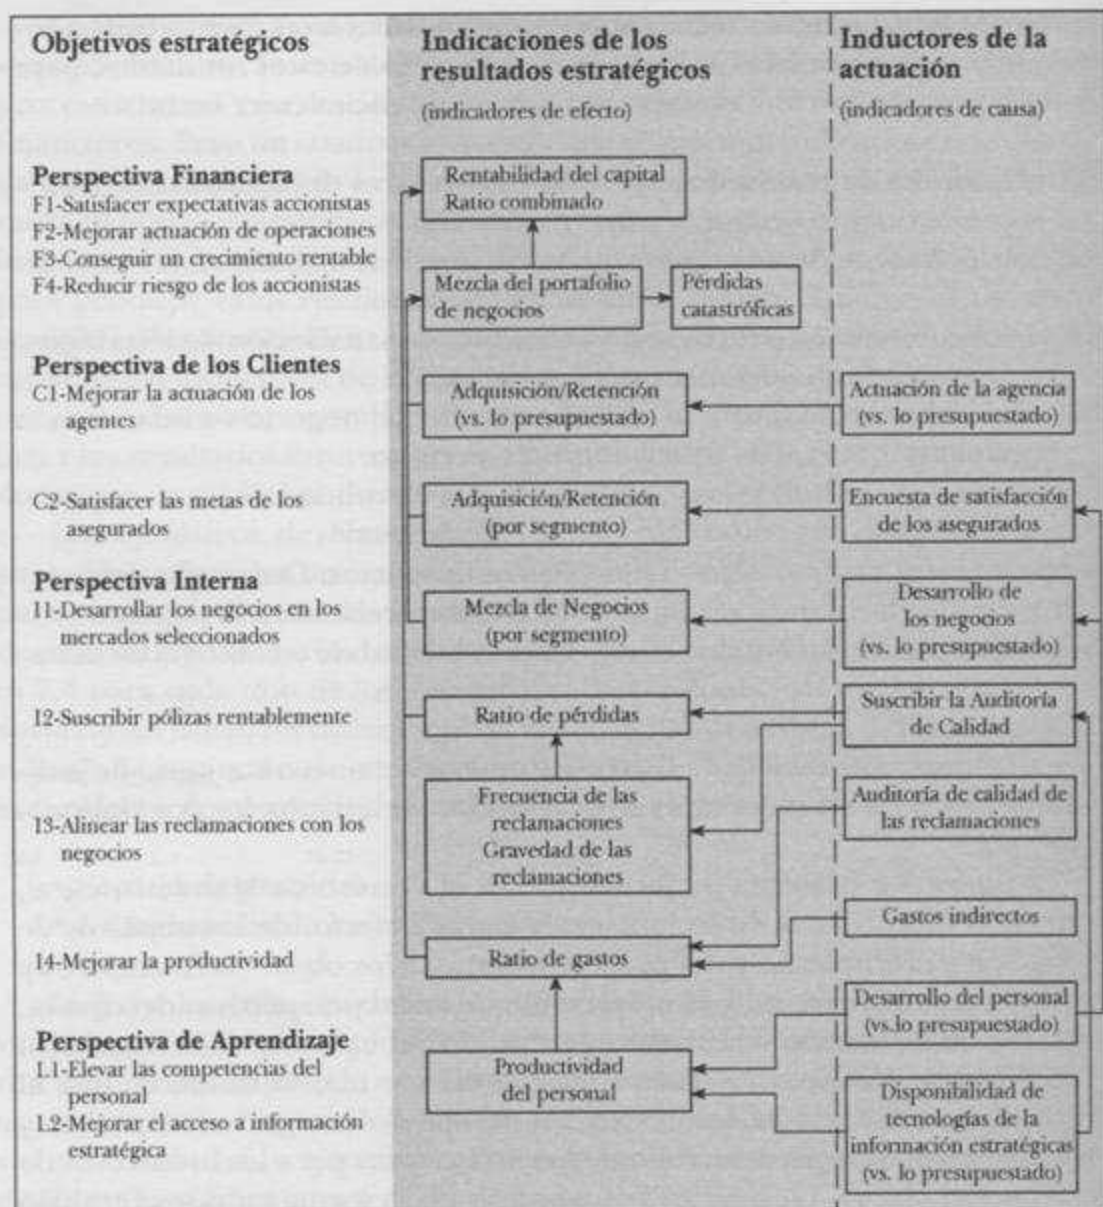 Objetivos estratégicos
Indicaciones de los
resultados estratégicos
(indicadores de efecto)
Inductores de la
actuación
(indicadores de causa)
Perspectiva Financiera
F1-Satisfacer expectativas accionistas
F2-Mejorar actuación de operaciones
F3-Conseguir un crecimiento rentable
F4-Reducir riesgo de los accionistas
Rentabilidad del capital
Ratio combinado
Mezcla del portafolio
de negocios
Pérdidas
catastróficas
Perspectiva de los Clientes
C1-Mejorar la actuación de los
agentes
Adquisición/Retención
(vs. lo presupuestado)
Actuación de la agencia
(vs. lo presupuestado)
C2-Satisfacer las metas de los
asegurados
Adquisición/Retención
(por segmento)
Encuesta de satisfacción
de los asegurados
Perspectiva Interna
I1-Desarrollar los negocios en los
mercados seleccionados
Mezcla de Negocios
(por segmento)
Desarrollo de
los negocios
(vs. lo presupuestado)
I2-Suscribir pólizas rentablemente
Ratio de pérdidas
Suscribir la Auditoría
de Calidad
I3-Alinear las reclamaciones con los
negocios
Frecuencia de las
reclamaciones
Gravedad de las
reclamaciones
Auditoría de calidad de
las reclamaciones
Gastos indirectos
I4-Mejorar la productividad
Ratio de gastos
Desarrollo del personal
(vs.lo presupuestado)
Perspectiva de Aprendizaje
L1-Elevar las competencias del
personal
L2-Mejorar el acceso a información
estratégica
Productividad
del personal
Disponibilidad de
tecnologías de la
información estratégicas
(vs. lo presupuestado)